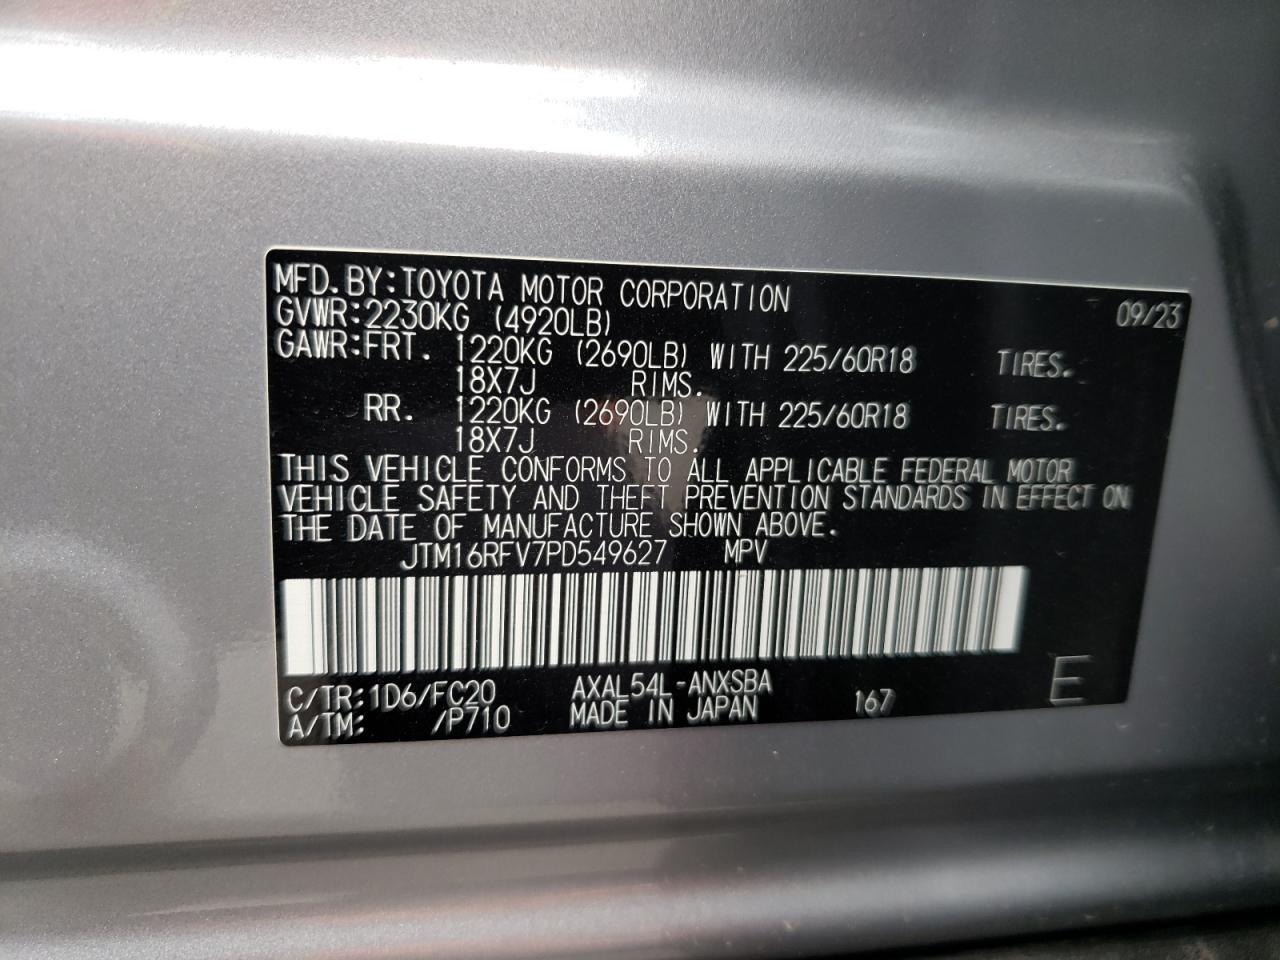 MFD.BY:TOYOTA MOTOR CORPORATION 09/23
GVWR:2230KG (4920LB)
GAWR:FRT. 1220KG (2690LB) WITH 225/60R18 TIRES.
18X7J RIMS.
RR. 1220KG (2690LB) WITH 225/60R18 TIRES.
18X7J RIMS.
THIS VEHICLE CONFORMS TO ALL APPLICABLE FEDERAL MOTOR
VEHICLE SAFETY AND THEFT PREVENTION STANDARDS IN EFFECT ON
THE DATE OF MANUFACTURE SHOWN ABOVE.
JTM16RFV7PD549627 MPV
C/TR:1D6/FC20 AXAL54L-ANXSBA 167 E
A/TM: /P710 MADE IN JAPAN